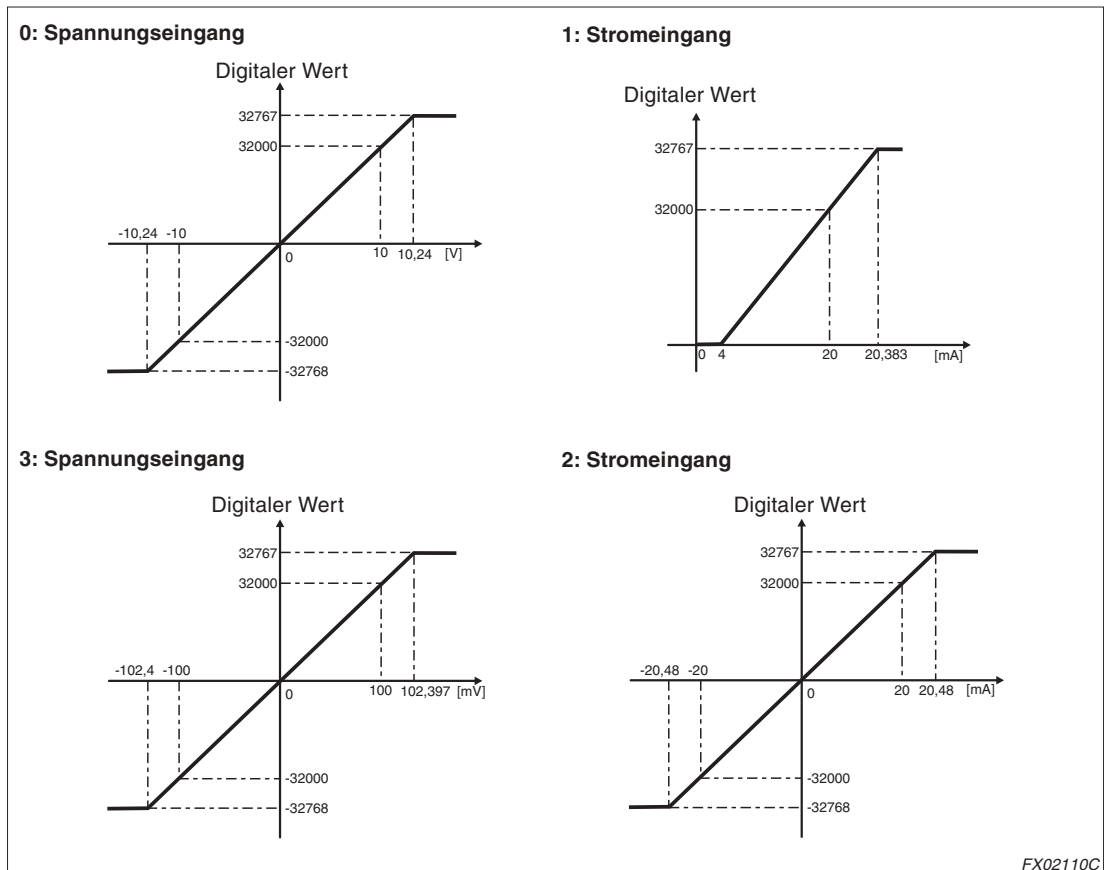 0: Spannungseingang
Digitaler Wert
32767
32000
-10,24 -10
0
10 10,24 [V]
-32000
-32768
1: Stromeingang
Digitaler Wert
32767
32000
0 4 20 20,383 [mA]
3: Spannungseingang
Digitaler Wert
32767
32000
-102,4 -100
0
100 102,397 [mV]
-32000
-32768
2: Stromeingang
Digitaler Wert
32767
32000
-20,48 -20
0
20 20,48 [mA]
-32000
-32768
FX02110C